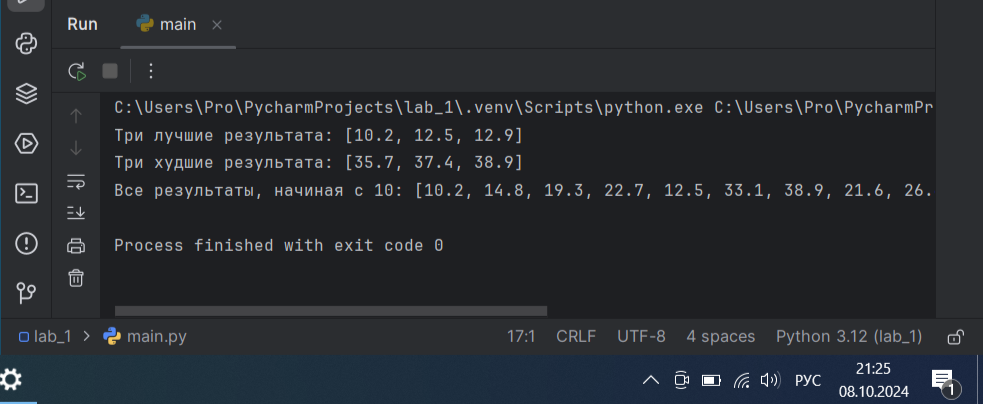 Run main
C:\Users\Pro\PycharmProjects\lab_1\.venv\Scripts\python.exe C:\Users\Pro\PycharmPr
Три лучшие результата: [10.2, 12.5, 12.9]
Три худшие результата: [35.7, 37.4, 38.9]
Все результаты, начиная с 10: [10.2, 14.8, 19.3, 22.7, 12.5, 33.1, 38.9, 21.6, 26.
Process finished with exit code 0
lab_1 > main.py 17:1 CRLF UTF-8 4 spaces Python 3.12 (lab_1)
РУС 21:25
08.10.2024 1